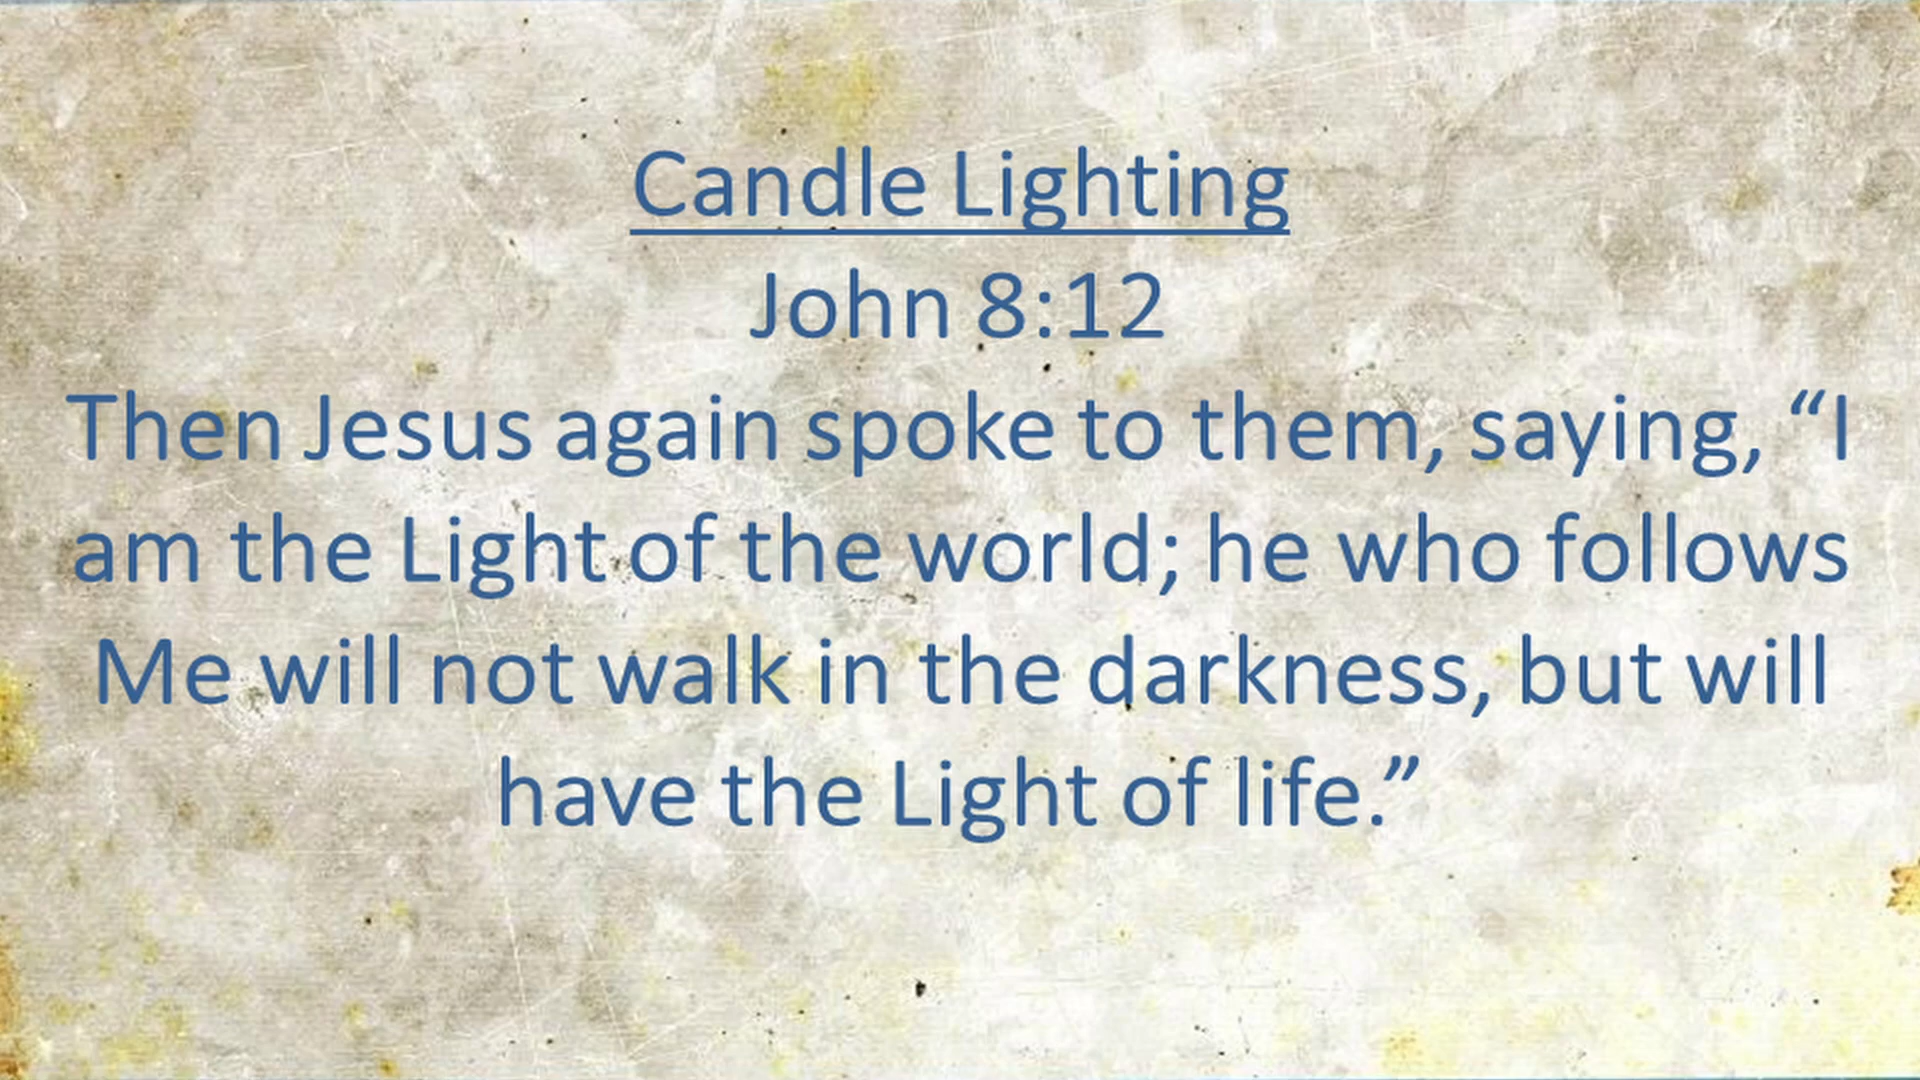 Candle Lighting
John 8:12
Then Jesus again spoke to them, saying, “I
am the Light of the world; he who follows
Me will not walk in the darkness, but will
have the Light of life.”